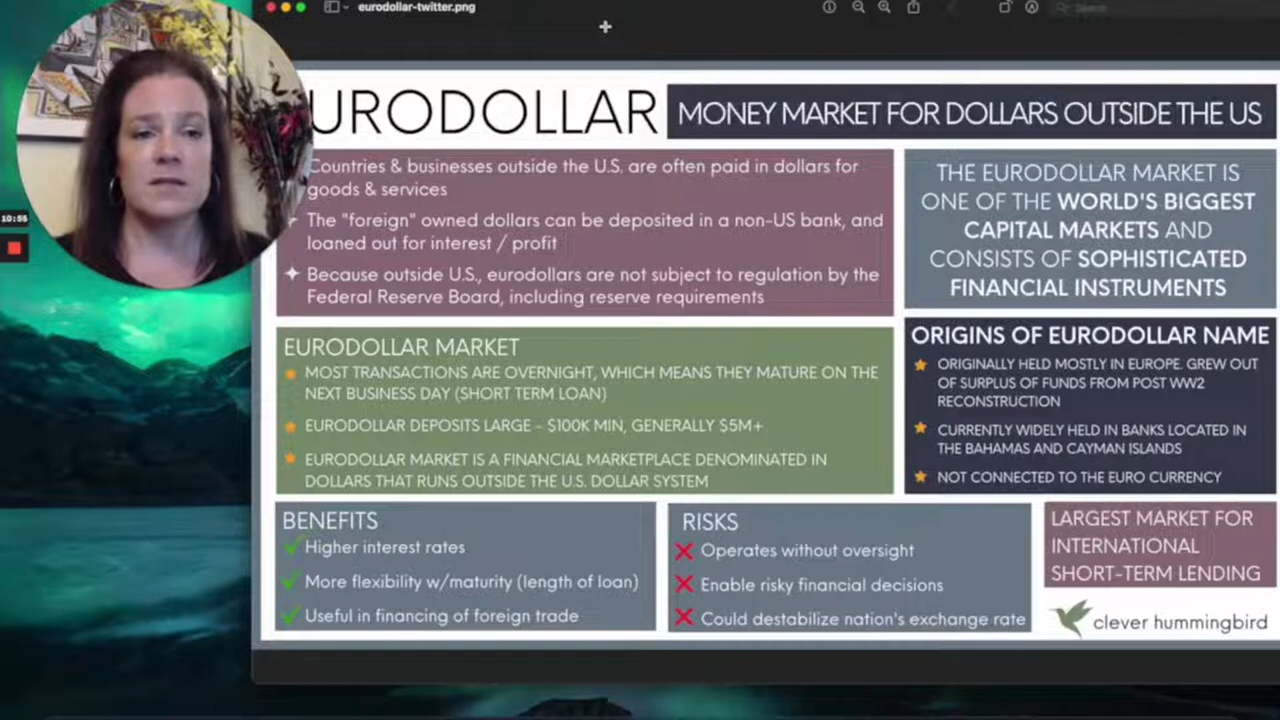 eurodollar-twitter.png
Search
URODOLLAR
MONEY MARKET FOR DOLLARS OUTSIDE THE US
Countries & businesses outside the U.S. are often paid in dollars for
goods & services
The "foreign" owned dollars can be deposited in a non-US bank, and
loaned out for interest / profit
Because outside U.S., eurodollars are not subject to regulation by the
Federal Reserve Board, including reserve requirements
THE EURODOLLAR MARKET IS
ONE OF THE WORLD'S BIGGEST
CAPITAL MARKETS AND
CONSISTS OF SOPHISTICATED
FINANCIAL INSTRUMENTS
10:55
EURODOLLAR MARKET
MOST TRANSACTIONS ARE OVERNIGHT, WHICH MEANS THEY MATURE ON THE
NEXT BUSINESS DAY (SHORT TERM LOAN)
EURODOLLAR DEPOSITS LARGE - $100K MIN, GENERALLY $5M+
EURODOLLAR MARKET IS A FINANCIAL MARKETPLACE DENOMINATED IN
DOLLARS THAT RUNS OUTSIDE THE U.S. DOLLAR SYSTEM
ORIGINS OF EURODOLLAR NAME
ORIGINALLY HELD MOSTLY IN EUROPE. GREW OUT
OF SURPLUS OF FUNDS FROM POST WW2
RECONSTRUCTION
CURRENTLY WIDELY HELD IN BANKS LOCATED IN
THE BAHAMAS AND CAYMAN ISLANDS
NOT CONNECTED TO THE EURO CURRENCY
BENEFITS
Higher interest rates
More flexibility w/maturity (length of loan)
Useful in financing of foreign trade
RISKS
Operates without oversight
Enable risky financial decisions
Could destabilize nation's exchange rate
LARGEST MARKET FOR
INTERNATIONAL
SHORT-TERM LENDING
clever hummingbird